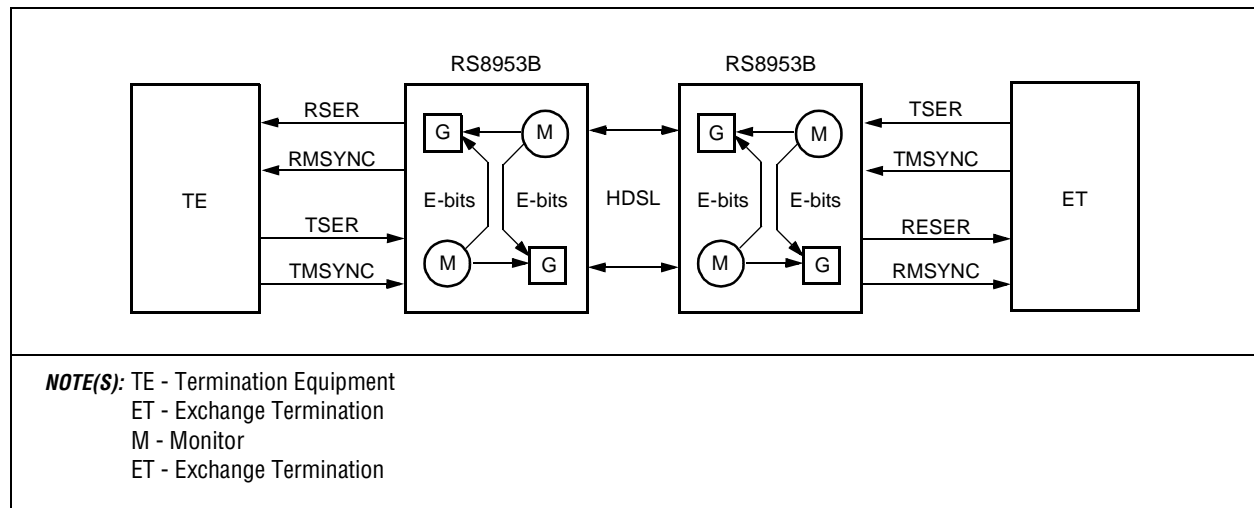 RS8953B
RS8953B
TE
RSER
RMSYNC
TSER
TMSYNC
G
M
E-bits
E-bits
M
G
HDSL
G
M
E-bits
E-bits
M
G
TSER
TMSYNC
RESER
RMSYNC
ET
NOTE(S): TE - Termination Equipment
ET - Exchange Termination
M - Monitor
ET - Exchange Termination